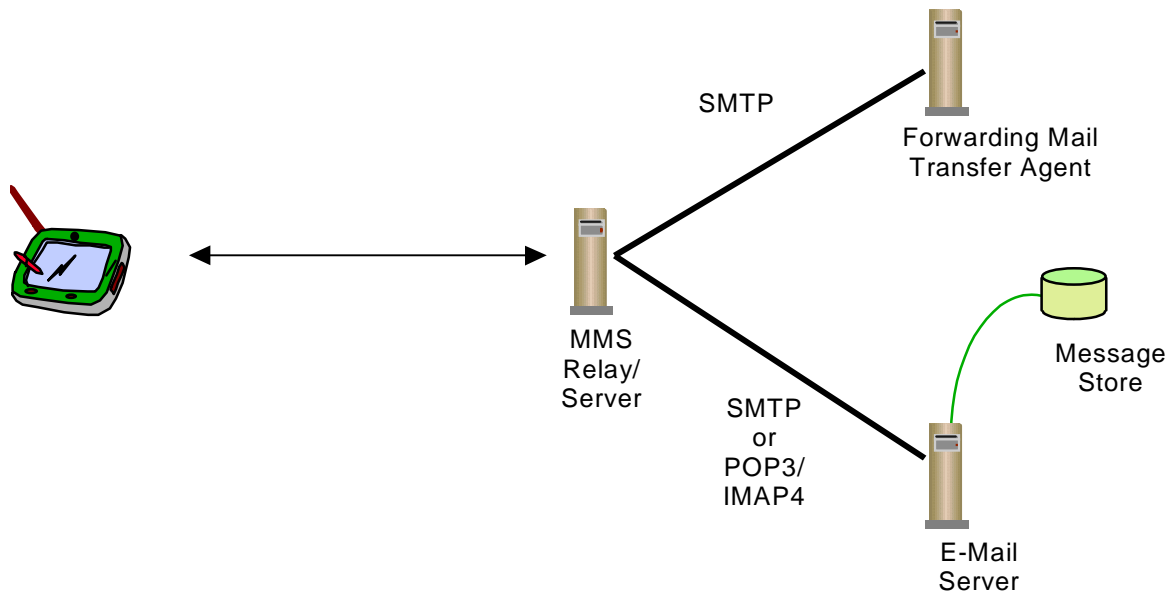 SMTP
Forwarding Mail
Transfer Agent
MMS
Relay/
Server
Message
Store
SMTP
or
POP3/
IMAP4
E-Mail
Server